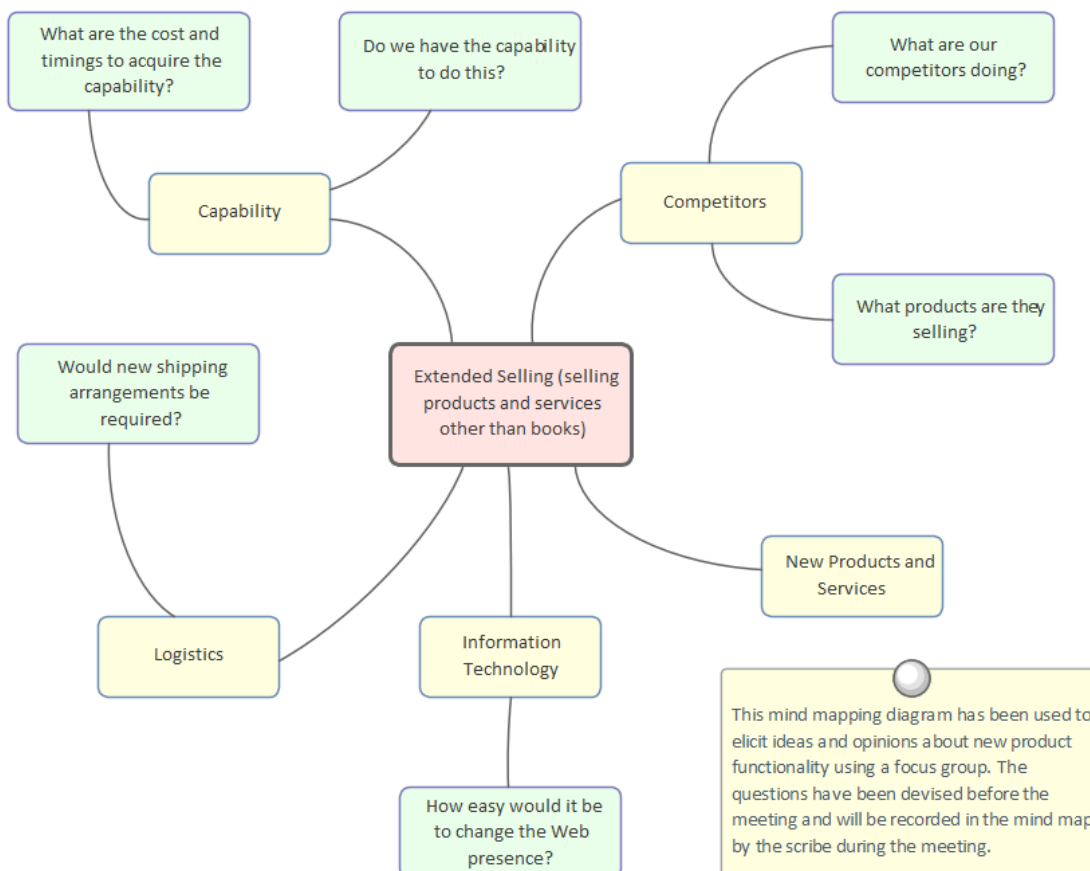 What are the cost and
timings to acquire the
capability?
Do we have the capability
to do this?
What are our
competitors doing?
Capability
Competitors
What products are they
selling?
Would new shipping
arrangements be
required?
Extended Selling (selling
products and services
other than books)
New Products and
Services
Logistics
Information
Technology
How easy would it be
to change the Web
presence?
This mind mapping diagram has been used to
elicit ideas and opinions about new product
functionality using a focus group. The
questions have been devised before the
meeting and will be recorded in the mind map
by the scribe during the meeting.